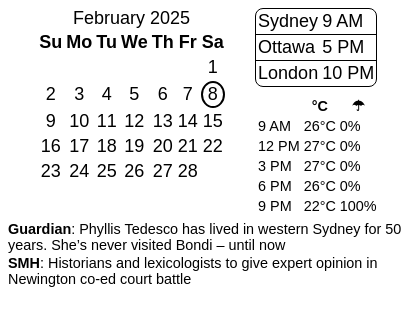 February 2025
Su Mo Tu We Th Fr Sa
1
2 3 4 5 6 7 8
9 10 11 12 13 14 15
16 17 18 19 20 21 22
23 24 25 26 27 28
Sydney 9 AM
Ottawa 5 PM
London 10 PM
°C ☂
9 AM 26°C 0%
12 PM 27°C 0%
3 PM 27°C 0%
6 PM 26°C 0%
9 PM 22°C 100%
Guardian: Phyllis Tedesco has lived in western Sydney for 50
years. She’s never visited Bondi – until now
SMH: Historians and lexicologists to give expert opinion in
Newington co-ed court battle